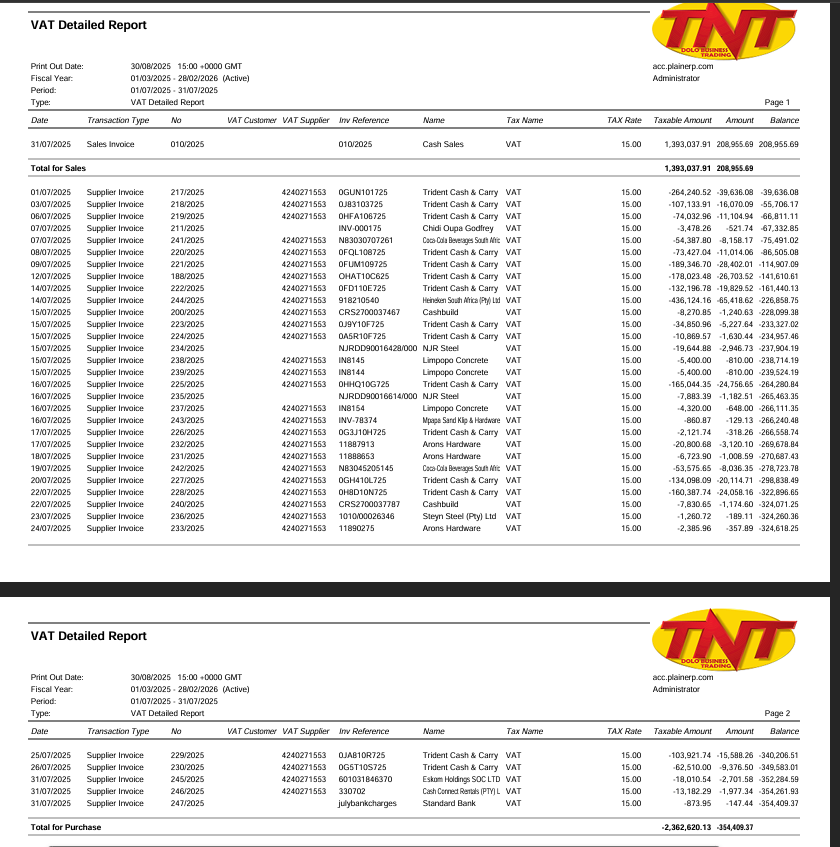 VAT Detailed Report
TNT
DOLO BUSINESS
TRADING
Print Out Date: 30/08/2025 15:00 +0000 GMT acc.plainerp.com
Fiscal Year: 01/03/2025 - 28/02/2026 (Active) Administrator
Period: 01/07/2025 - 31/07/2025
Type: VAT Detailed Report Page 1
Date Transaction Type No VAT Customer VAT Supplier Inv Reference Name Tax Name TAX Rate Taxable Amount Amount Balance
31/07/2025 Sales Invoice 010/2025 010/2025 Cash Sales VAT 15.00 1,393,037.91 208,955.69 208,955.69
Total for Sales 1,393,037.91 208,955.69
01/07/2025 Supplier Invoice 217/2025 4240271553 0GUN101725 Trident Cash & Carry VAT 15.00 -264,240.52 -39,636.08 -39,636.08
03/07/2025 Supplier Invoice 218/2025 4240271553 0J83103725 Trident Cash & Carry VAT 15.00 -107,133.91 -16,070.09 -55,706.17
06/07/2025 Supplier Invoice 219/2025 4240271553 0HFA106725 Trident Cash & Carry VAT 15.00 -74,032.96 -11,104.94 -66,811.11
07/07/2025 Supplier Invoice 211/2025 INV-000175 Chidi Oupa Godfrey VAT 15.00 -3,478.26 -521.74 -67,332.85
07/07/2025 Supplier Invoice 241/2025 4240271553 N83030707261 Coca-Cola Beverages South Afric VAT 15.00 -54,387.80 -8,158.17 -75,491.02
08/07/2025 Supplier Invoice 220/2025 4240271553 0FQL108725 Trident Cash & Carry VAT 15.00 -73,427.04 -11,014.06 -86,505.08
09/07/2025 Supplier Invoice 221/2025 4240271553 0FUM109725 Trident Cash & Carry VAT 15.00 -189,346.70 -28,402.01 -114,907.09
12/07/2025 Supplier Invoice 188/2025 4240271553 OHAT10C625 Trident Cash & Carry VAT 15.00 -178,023.48 -26,703.52 -141,610.61
14/07/2025 Supplier Invoice 222/2025 4240271553 0FD110E725 Trident Cash & Carry VAT 15.00 -132,196.78 -19,829.52 -161,440.13
14/07/2025 Supplier Invoice 244/2025 4240271553 918210540 Heineken South Africa (Pty) Ltd VAT 15.00 -436,124.16 -65,418.62 -226,858.75
15/07/2025 Supplier Invoice 200/2025 4240271553 CRS2700037467 Cashbuild VAT 15.00 -8,270.85 -1,240.63 -228,099.38
15/07/2025 Supplier Invoice 223/2025 4240271553 0J9Y10F725 Trident Cash & Carry VAT 15.00 -34,850.96 -5,227.64 -233,327.02
15/07/2025 Supplier Invoice 224/2025 4240271553 0A5R10F725 Trident Cash & Carry VAT 15.00 -10,869.57 -1,630.44 -234,957.46
15/07/2025 Supplier Invoice 234/2025 NJRDD90016428/000 NJR Steel VAT 15.00 -19,644.88 -2,946.73 -237,904.19
15/07/2025 Supplier Invoice 238/2025 4240271553 IN8145 Limpopo Concrete VAT 15.00 -5,400.00 -810.00 -238,714.19
15/07/2025 Supplier Invoice 239/2025 4240271553 IN8144 Limpopo Concrete VAT 15.00 -5,400.00 -810.00 -239,524.19
16/07/2025 Supplier Invoice 225/2025 4240271553 0HHQ10G725 Trident Cash & Carry VAT 15.00 -165,044.35 -24,756.65 -264,280.84
16/07/2025 Supplier Invoice 235/2025 NJRDD90016614/000 NJR Steel VAT 15.00 -7,883.39 -1,182.51 -265,463.35
16/07/2025 Supplier Invoice 237/2025 4240271553 IN8154 Limpopo Concrete VAT 15.00 -4,320.00 -648.00 -266,111.35
16/07/2025 Supplier Invoice 243/2025 4240271553 INV-78374 Mpapa Sand Klip & Hardware VAT 15.00 -860.87 -129.13 -266,240.48
17/07/2025 Supplier Invoice 226/2025 4240271553 0G3J10H725 Trident Cash & Carry VAT 15.00 -2,121.74 -318.26 -266,558.74
17/07/2025 Supplier Invoice 232/2025 4240271553 11887913 Arons Hardware VAT 15.00 -20,800.68 -3,120.10 -269,678.84
18/07/2025 Supplier Invoice 231/2025 4240271553 11888653 Arons Hardware VAT 15.00 -6,723.90 -1,008.59 -270,687.43
19/07/2025 Supplier Invoice 242/2025 4240271553 N83045205145 Coca-Cola Beverages South Afric VAT 15.00 -53,575.65 -8,036.35 -278,723.78
20/07/2025 Supplier Invoice 227/2025 4240271553 0GH410L725 Trident Cash & Carry VAT 15.00 -134,098.09 -20,114.71 -298,838.49
22/07/2025 Supplier Invoice 228/2025 4240271553 0H8D10N725 Trident Cash & Carry VAT 15.00 -160,387.74 -24,058.16 -322,896.65
22/07/2025 Supplier Invoice 240/2025 4240271553 CRS2700037787 Cashbuild VAT 15.00 -7,830.65 -1,174.60 -324,071.25
23/07/2025 Supplier Invoice 236/2025 4240271553 1010/00026346 Steyn Steel (Pty) Ltd VAT 15.00 -1,260.72 -189.11 -324,260.36
24/07/2025 Supplier Invoice 233/2025 4240271553 11890275 Arons Hardware VAT 15.00 -2,385.96 -357.89 -324,618.25
VAT Detailed Report
TNT
DOLO BUSINESS
TRADING
Print Out Date: 30/08/2025 15:00 +0000 GMT acc.plainerp.com
Fiscal Year: 01/03/2025 - 28/02/2026 (Active) Administrator
Period: 01/07/2025 - 31/07/2025
Type: VAT Detailed Report Page 2
Date Transaction Type No VAT Customer VAT Supplier Inv Reference Name Tax Name TAX Rate Taxable Amount Amount Balance
25/07/2025 Supplier Invoice 229/2025 4240271553 0JA810R725 Trident Cash & Carry VAT 15.00 -103,921.74 -15,588.26 -340,206.51
26/07/2025 Supplier Invoice 230/2025 4240271553 0G5T10S725 Trident Cash & Carry VAT 15.00 -62,510.00 -9,376.50 -349,583.01
31/07/2025 Supplier Invoice 245/2025 4240271553 601031846370 Eskom Holdings SOC LTD VAT 15.00 -18,010.54 -2,701.58 -352,284.59
31/07/2025 Supplier Invoice 246/2025 4240271553 330702 Cash Connect Rentals (PTY) L VAT 15.00 -13,182.29 -1,977.34 -354,261.93
31/07/2025 Supplier Invoice 247/2025 julybankcharges Standard Bank VAT 15.00 -873.95 -147.44 -354,409.37
Total for Purchase -2,362,620.13 -354,409.37